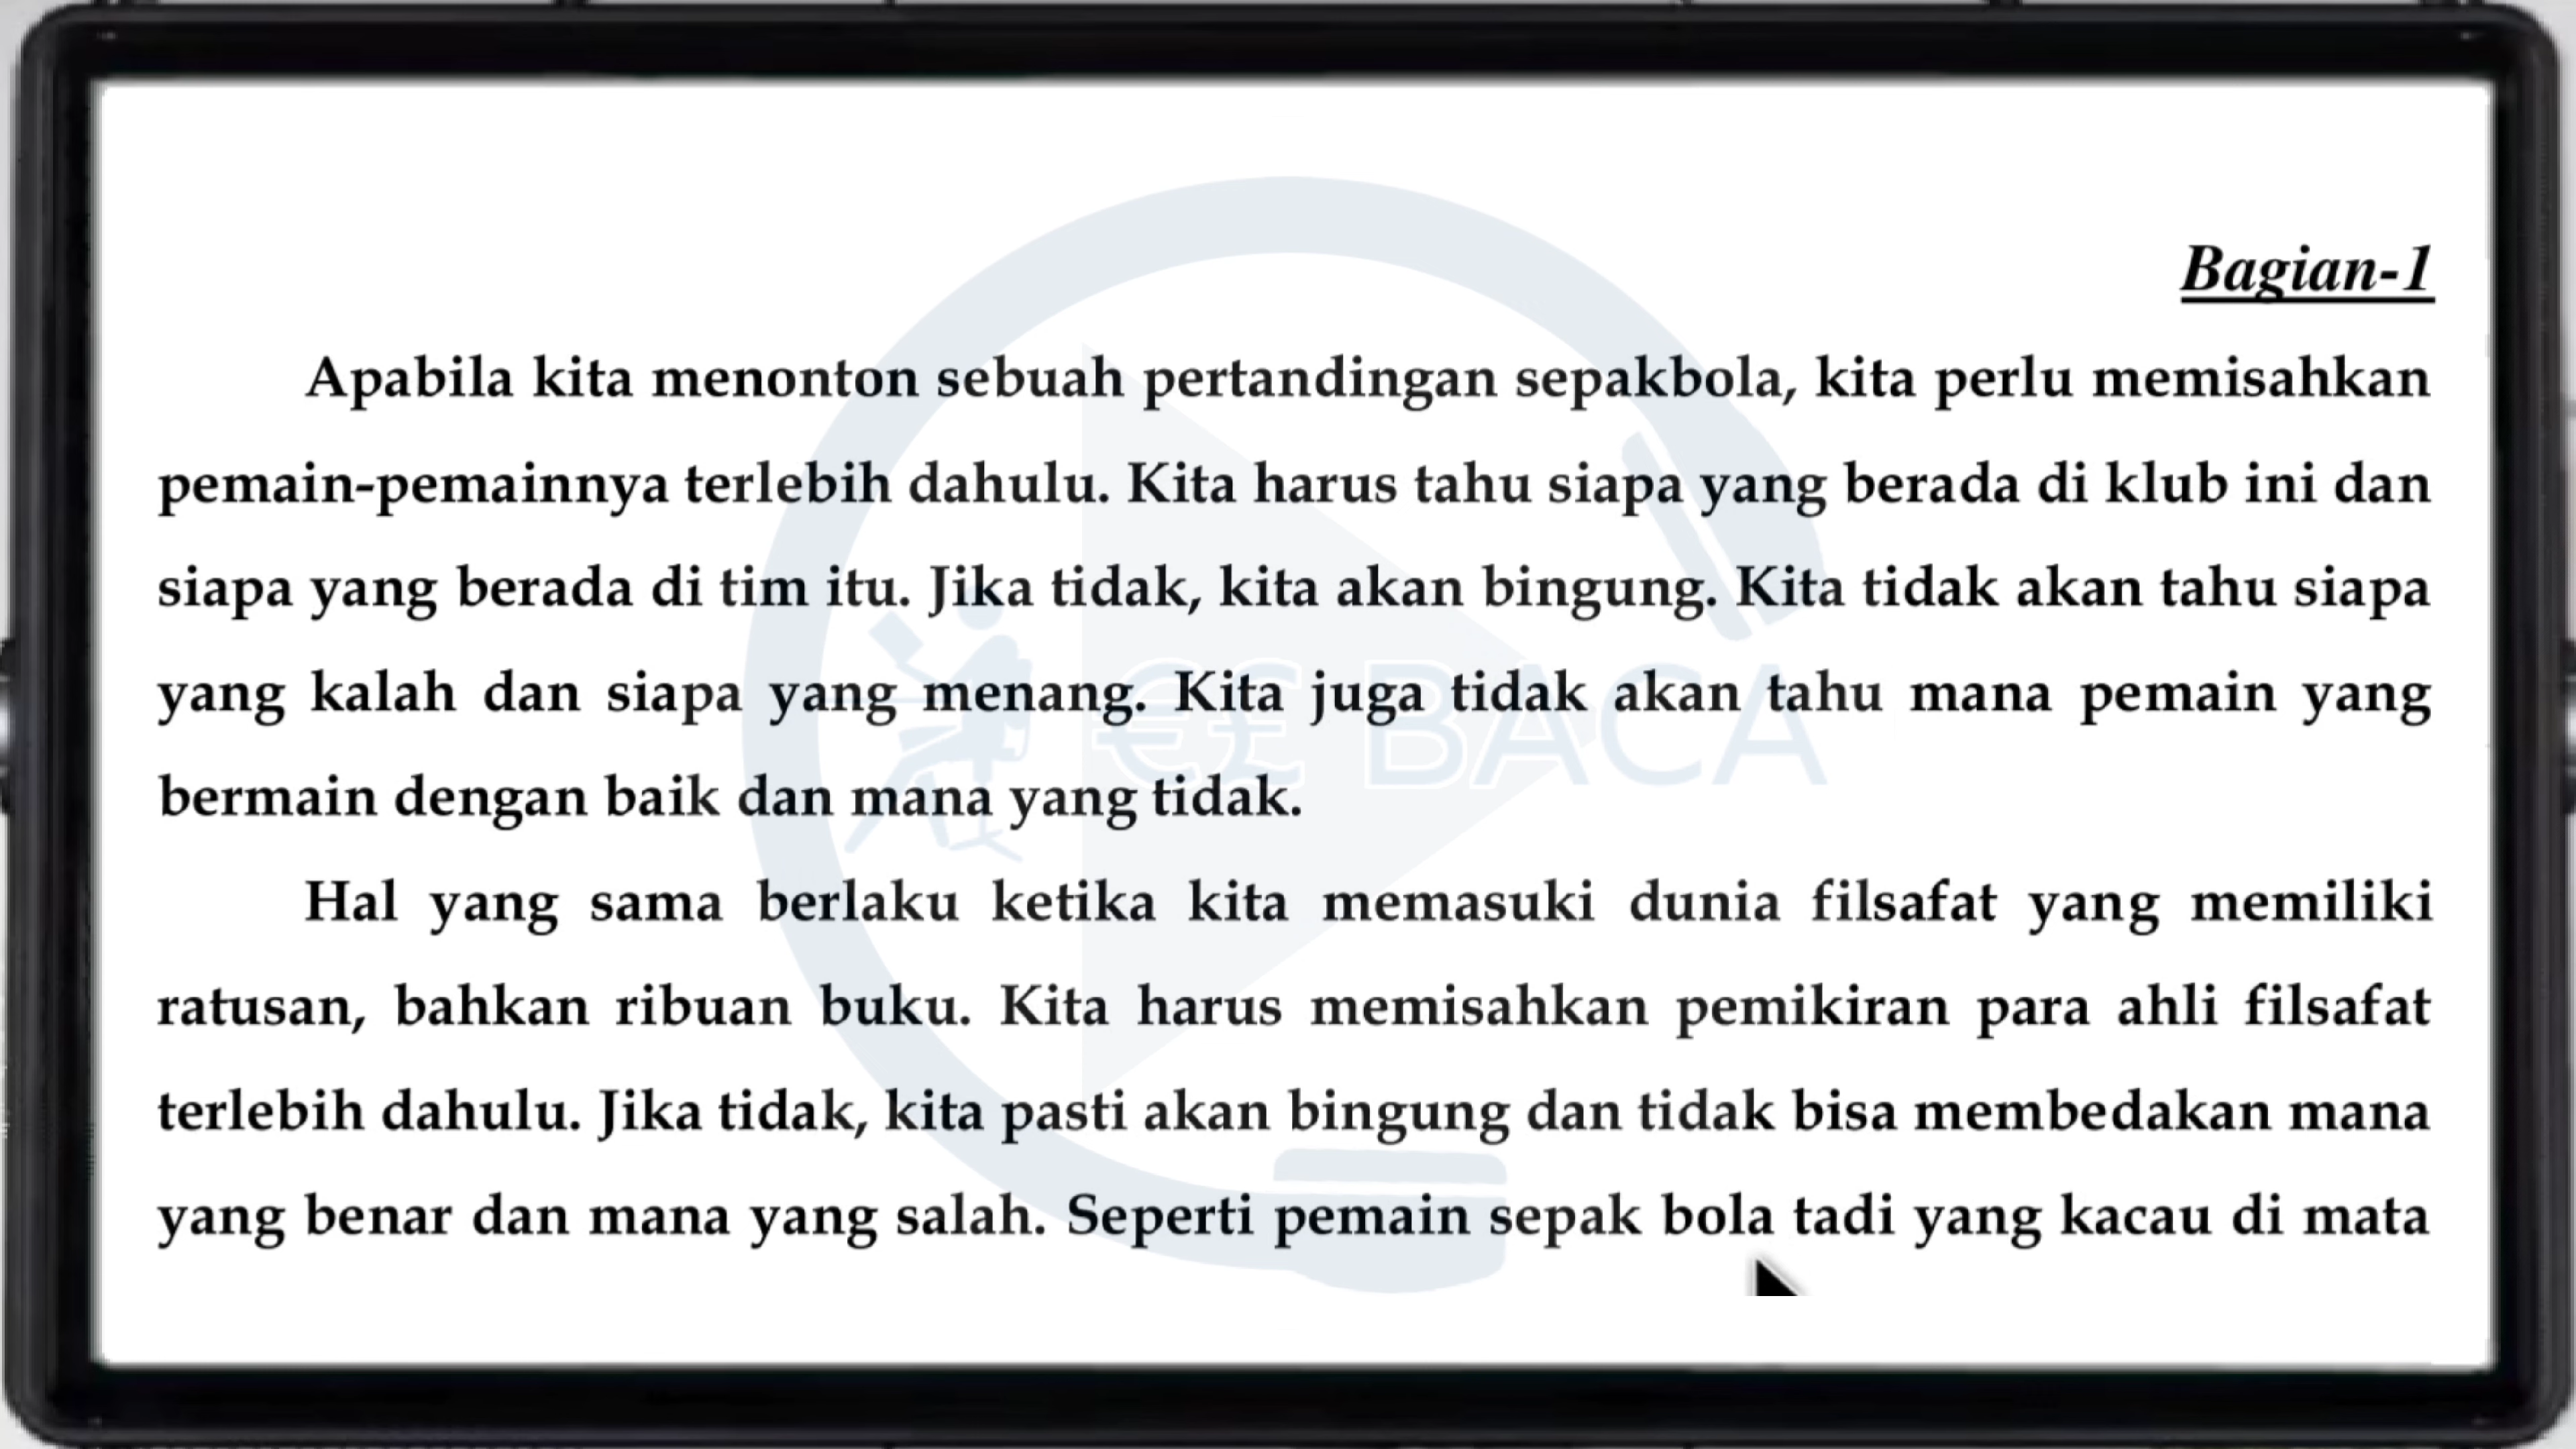 Bagian-1
Apabila kita menonton sebuah pertandingan sepakbola, kita perlu memisahkan
pemain-pemainnya terlebih dahulu. Kita harus tahu siapa yang berada di klub ini dan
siapa yang berada di tim itu. Jika tidak, kita akan bingung. Kita tidak akan tahu siapa
yang kalah dan siapa yang menang. Kita juga tidak akan tahu mana pemain yang
€£ BACA
bermain dengan baik dan mana yang tidak.
Hal yang sama berlaku ketika kita memasuki dunia filsafat yang memiliki
ratusan, bahkan ribuan buku. Kita harus memisahkan pemikiran para ahli filsafat
terlebih dahulu. Jika tidak, kita pasti akan bingung dan tidak bisa membedakan mana
yang benar dan mana yang salah. Seperti pemain sepak bola tadi yang kacau di mata